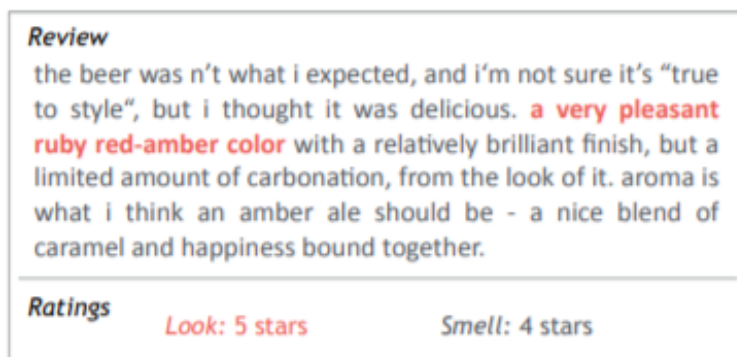 Review
the beer was n't what i expected, and i'm not sure it's “true
to style“, but i thought it was delicious. a very pleasant
ruby red-amber color with a relatively brilliant finish, but a
limited amount of carbonation, from the look of it. aroma is
what i think an amber ale should be - a nice blend of
caramel and happiness bound together.
Ratings
Look: 5 stars Smell: 4 stars